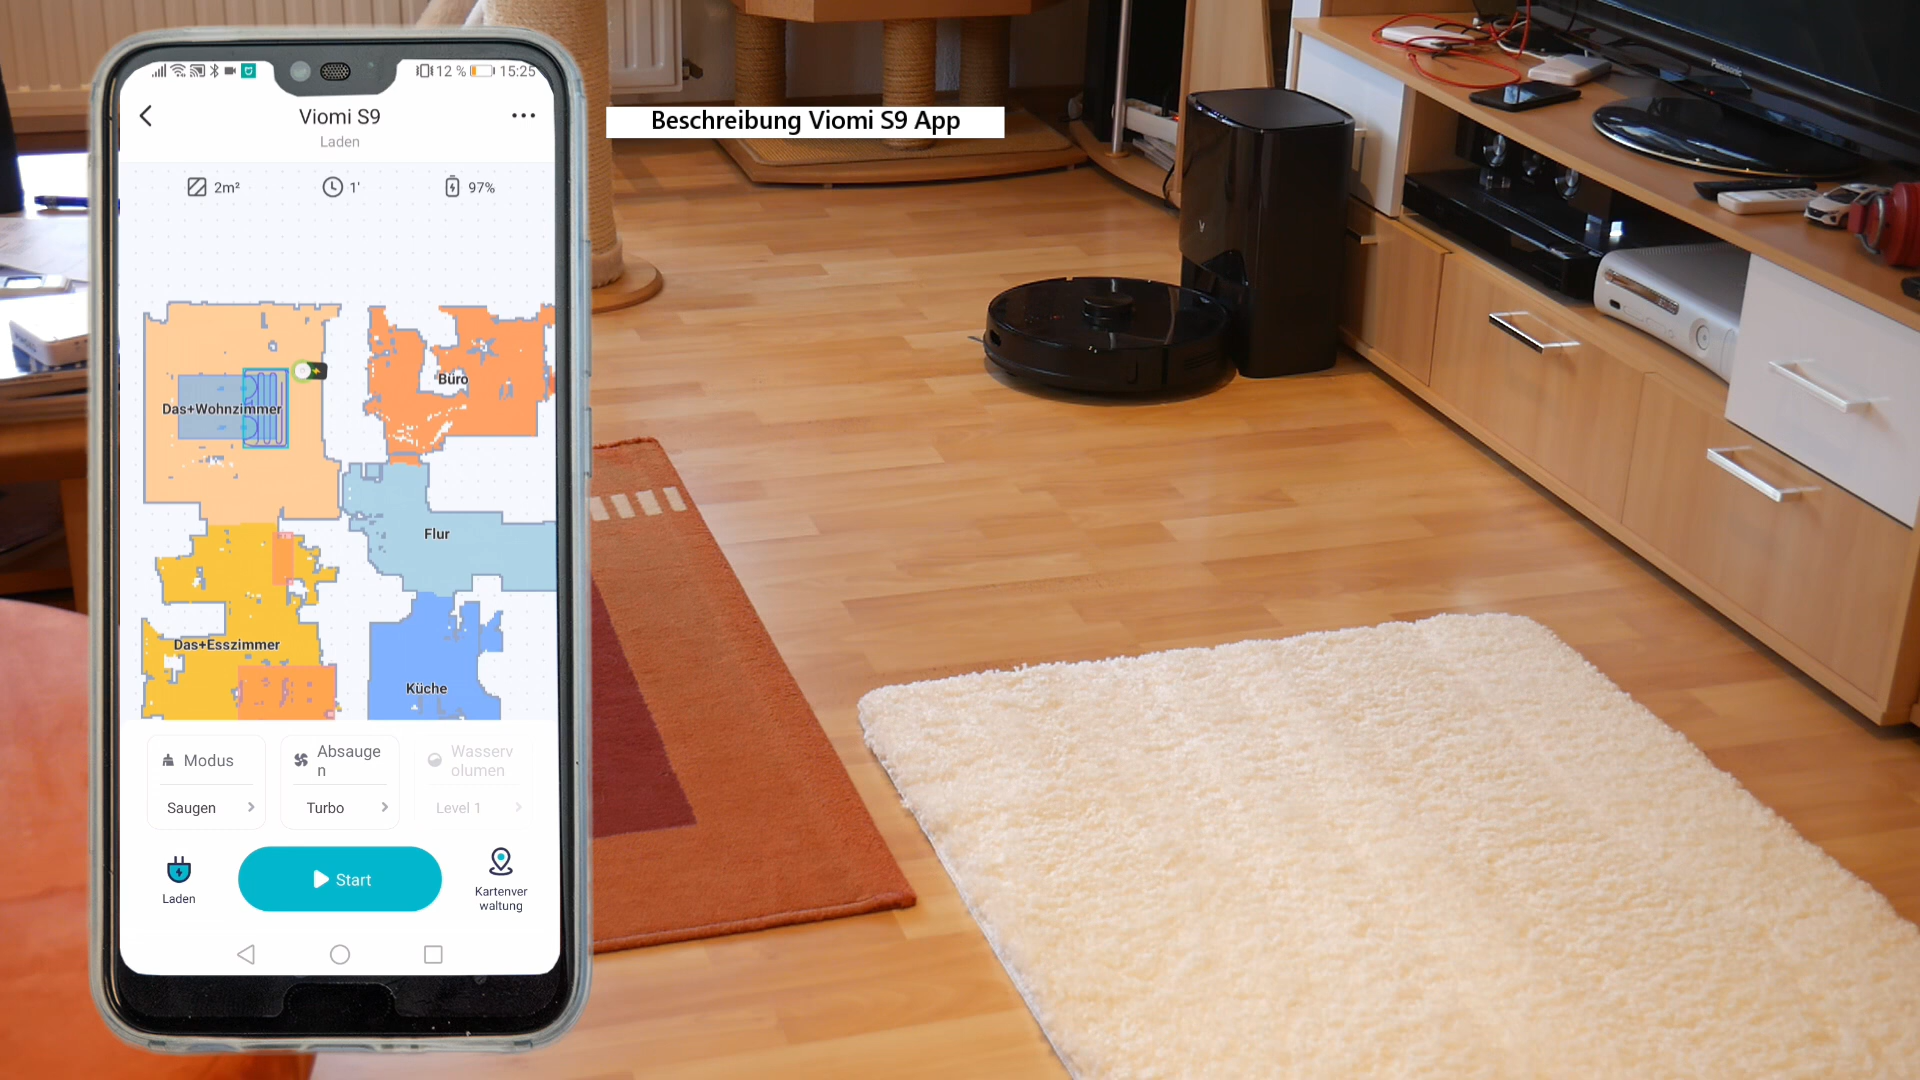 12 % 15:25
Viomi S9
Laden
2m² 1' 97%
Beschreibung Viomi S9 App
Büro
Das+Wohnzimmer
Flur
Das+Esszimmer
Küche
Modus
Absauge
n
Wasserv
olumen
Saugen
Turbo
Level 1
Laden
Start
Kartenver
waltung
Panasonic